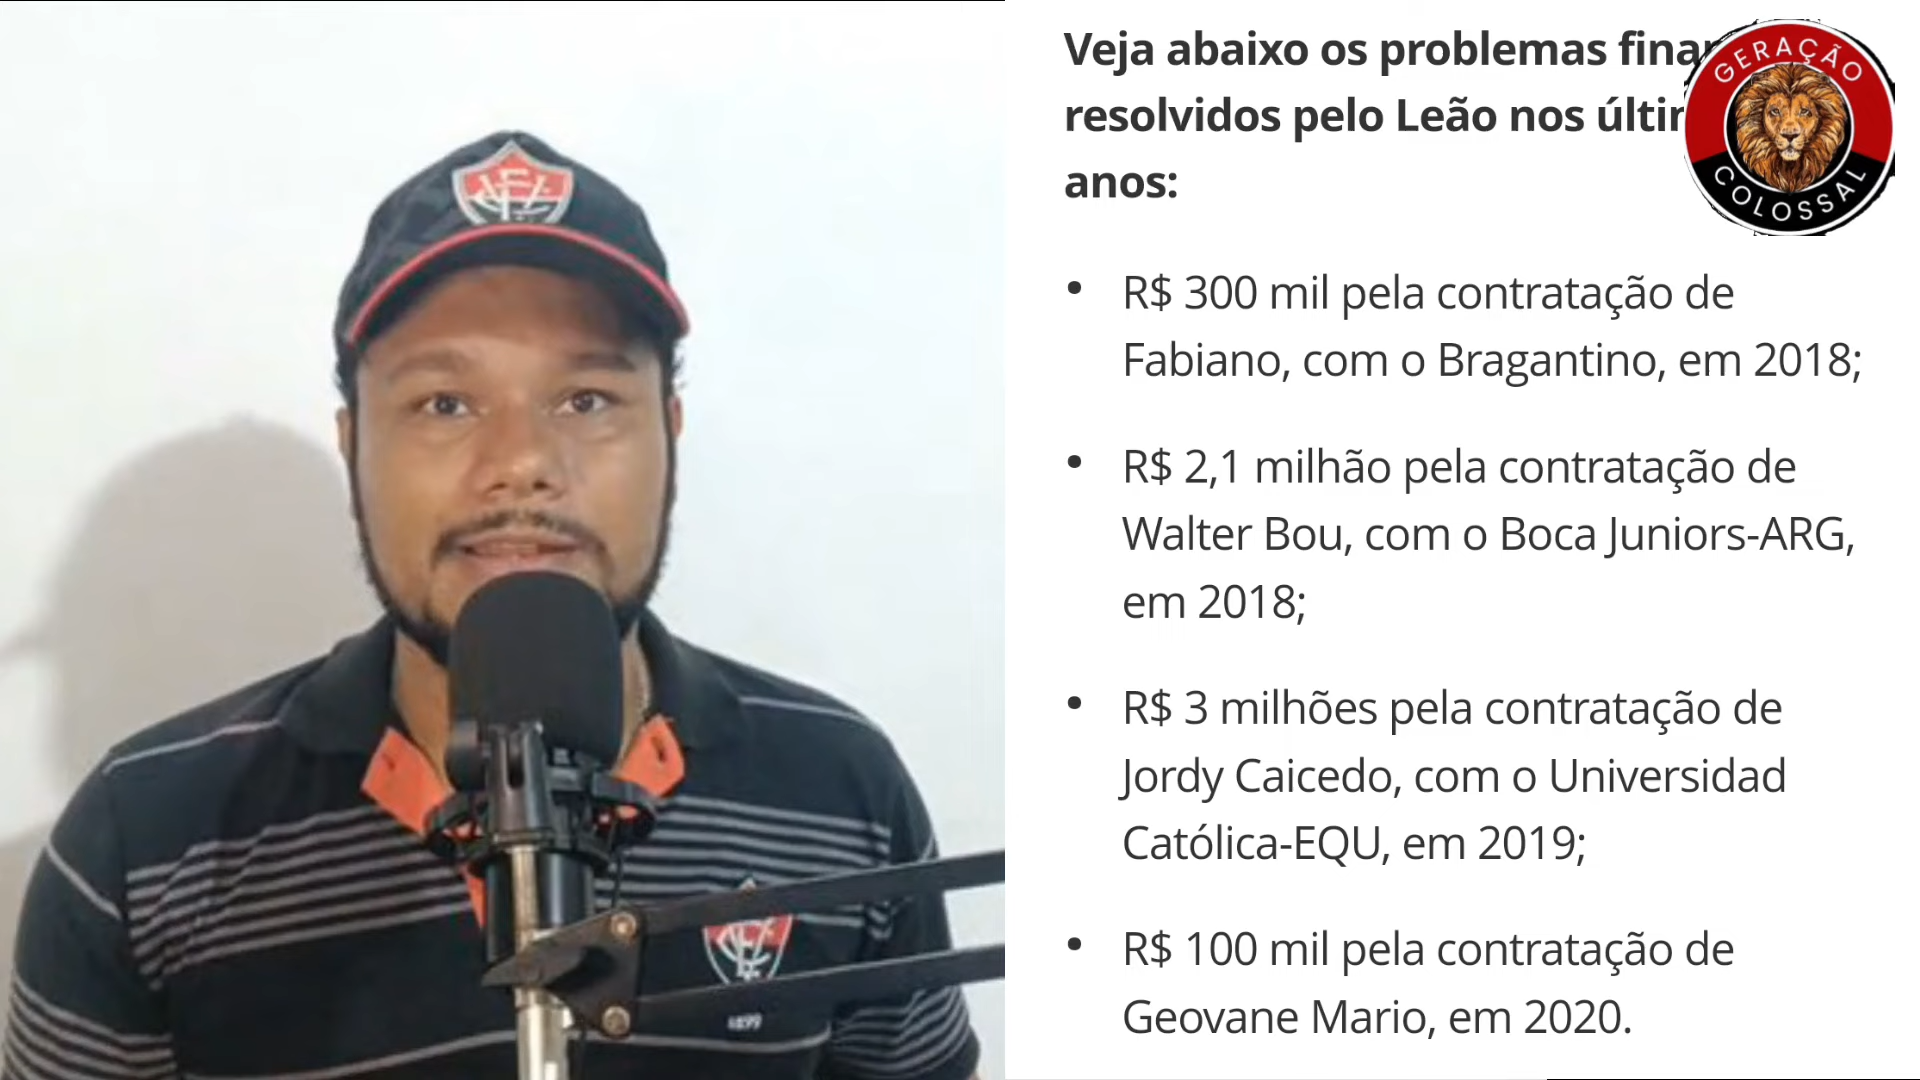 Veja abaixo os problemas
resolvidos pelo Leão nos
anos:
GERAÇÃO
COLOSSAL
• R$ 300 mil pela contratação de
Fabiano, com o Bragantino, em 2018;
• R$ 2,1 milhão pela contratação de
Walter Bou, com o Boca Juniors-ARG,
em 2018;
• R$ 3 milhões pela contratação de
Jordy Caicedo, com o Universidad
Católica-EQU, em 2019;
• R$ 100 mil pela contratação de
Geovane Mario, em 2020.
1899